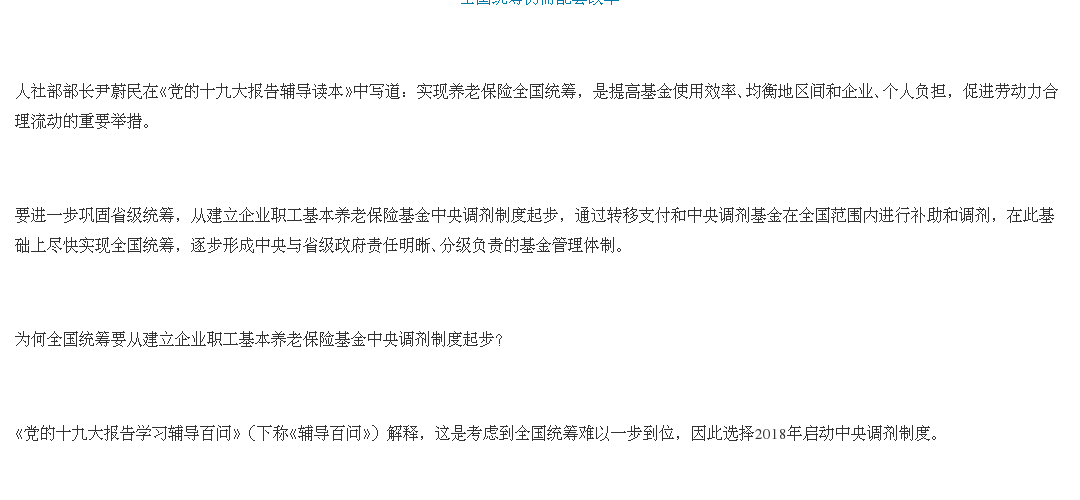 人社部部长尹蔚民在《党的十九大报告辅导读本》中写道：实现养老保险全国统筹，是提高基金使用效率、均衡地区间和企业、个人负担，促进劳动力合
理流动的重要举措。
要进一步巩固省级统筹，从建立企业职工基本养老保险基金中央调剂制度起步，通过转移支付和中央调剂基金在全国范围内进行补助和调剂，在此基
础上尽快实现全国统筹，逐步形成中央与省级政府责任明晰、分级负责的基金管理体制。
为何全国统筹要从建立企业职工基本养老保险基金中央调剂制度起步？
《党的十九大报告学习辅导百问》（下称《辅导百问》）解释，这是考虑到全国统筹难以一步到位，因此选择2018年启动中央调剂制度。